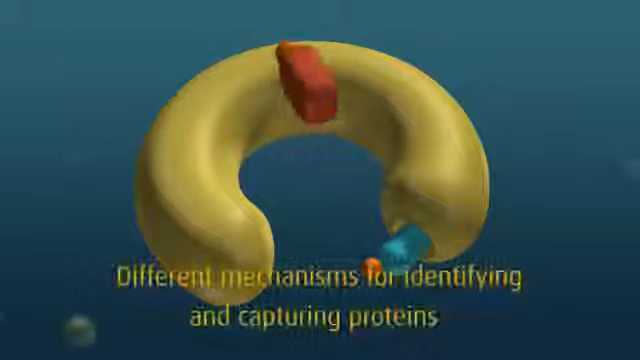 Different mechanisms for identifying
and capturing proteins